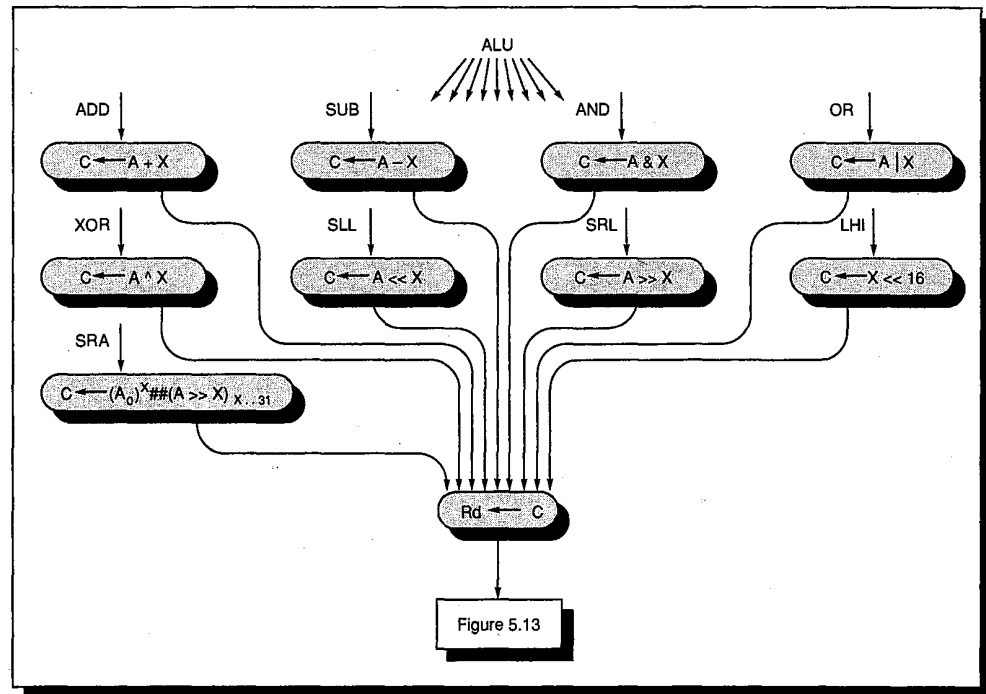 ALU
ADD
SUB
AND
OR
C ← A + X
C ← A − X
C ← A & X
C ← A | X
XOR
SLL
SRL
LHI
C ← A ^ X
C ← A << X
C ← A >> X
C ← X << 16
SRA
C ← (A₀)ˣ##(A >> X) X . . 31
Rd ← C
Figure 5.13